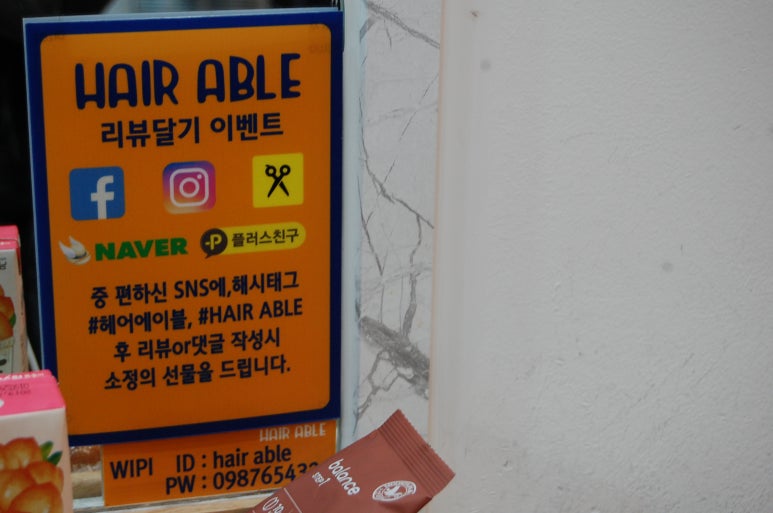 HAIR ABLE
리뷰달기 이벤트
NAVER
플러스친구
중 편하신 SNS에,해시태그
#헤어에이블, #HAIR ABLE
후 리뷰or댓글 작성시
소정의 선물을 드립니다.
HAIR ABLE
WIPI ID : hair able
PW : 098765432
balance